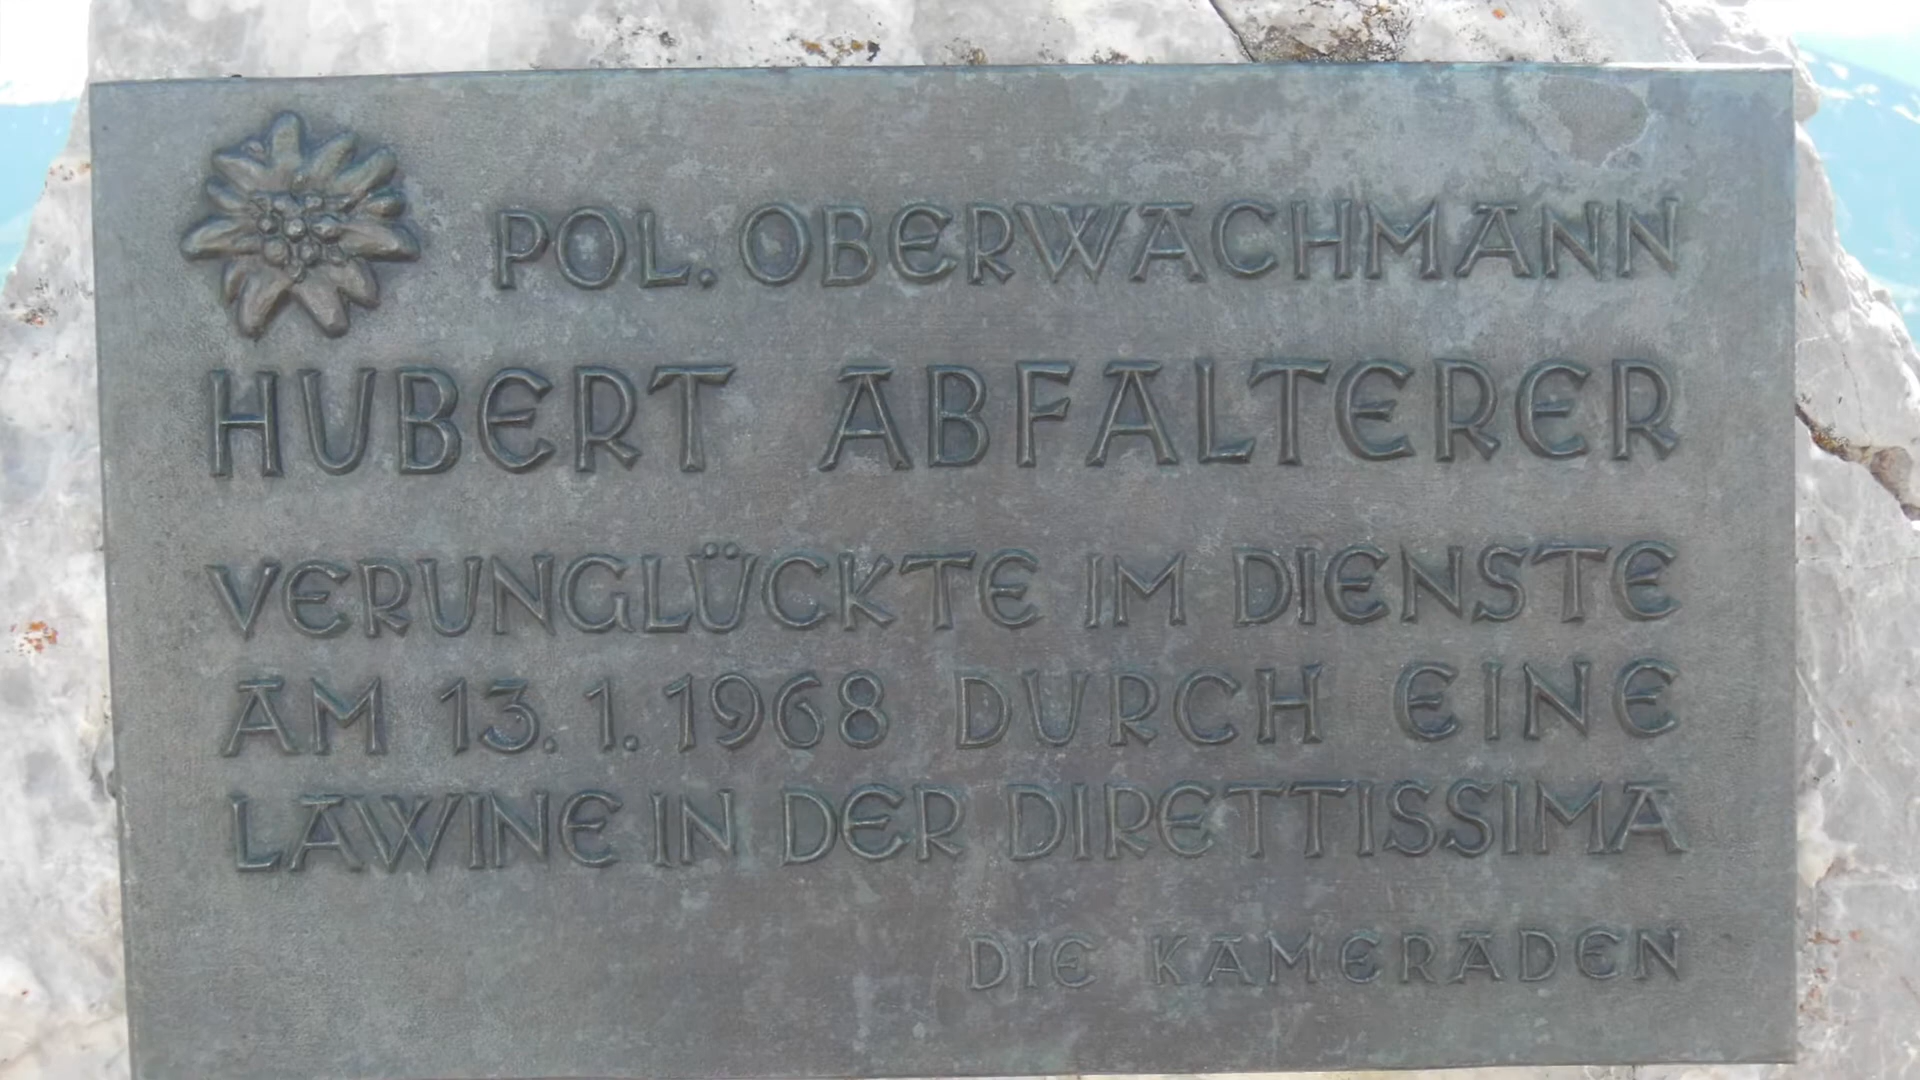 POL. OBERWACHMANN
HUBERT ABFALTERER
VERUNGLÜCKTE IM DIENSTE
AM 13.1.1968 DURCH EINE
LAWINE IN DER DIRETTISSIMA
DIE KAMERADEN